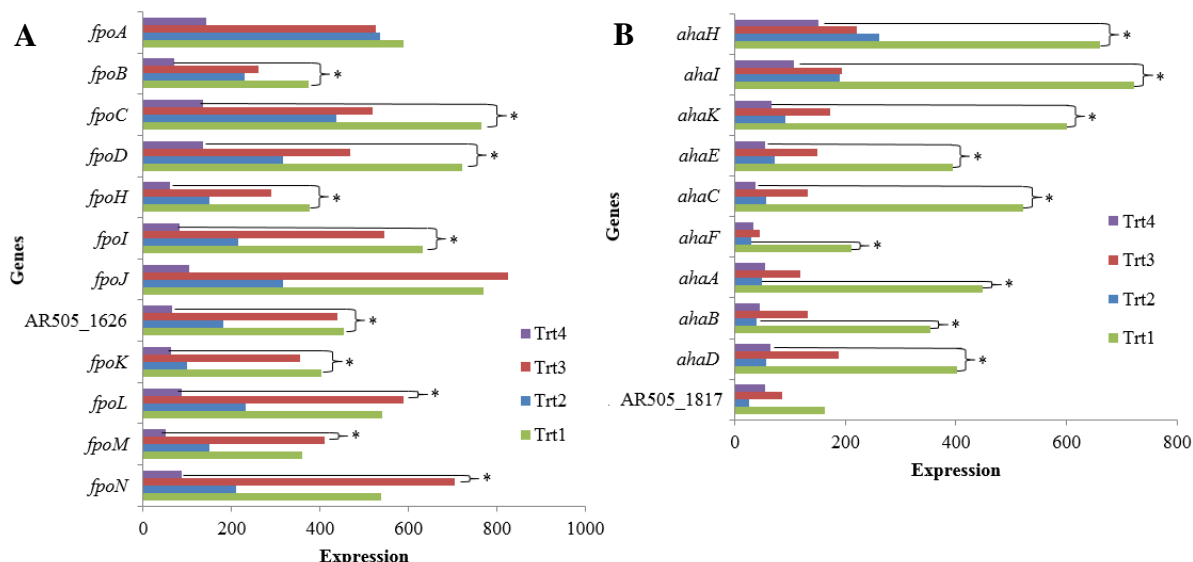 A
fpoA
fpoB
*
fpoC
*
fpoD
*
fpoH
*
fpoI
*
fpoJ
AR505_1626
*
fpoK
*
fpoL
*
fpoM
*
fpoN
*
Genes
Trt4
Trt3
Trt2
Trt1
0 200 400 600 800 1000
Expression
B
ahaH
*
ahaI
*
ahaK
*
ahaE
*
ahaC
*
ahaF
*
ahaA
*
ahaB
*
ahaD
*
AR505_1817
Genes
Trt4
Trt3
Trt2
Trt1
0 200 400 600 800
Expression